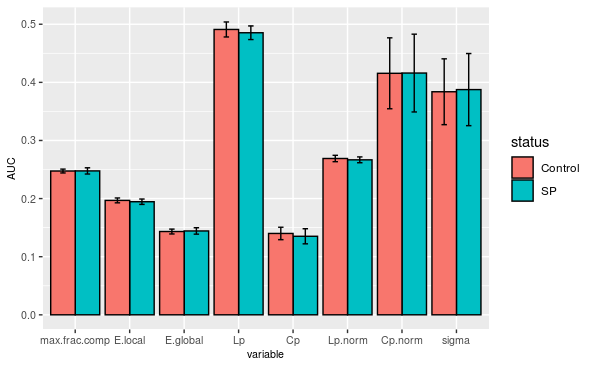 0.5
0.4
0.3
0.2
0.1
0.0
AUC
max.frac.comp E.local E.global Lp Cp Lp.norm Cp.norm sigma
variable
status
Control
SP